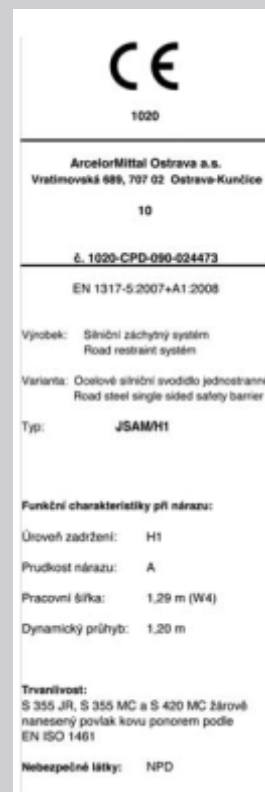 CE
1020
ArcelorMittal Ostrava a.s.
Vratimovská 689, 707 02 Ostrava-Kunčice
10
č. 1020-CPD-090-024473
EN 1317-5:2007+A1:2008
Výrobek: Silniční záchytný systém
Road restraint systém
Varianta: Ocelové silniční svodidlo jednostranné
Road steel single sided safety barrier
Typ: JSAM/H1
Funkční charakteristiky při nárazu:
Úroveň zadržení: H1
Prudkost nárazu: A
Pracovní šířka: 1,29 m (W4)
Dynamický průhyb: 1,20 m
Trvanlivost:
S 355 JR, S 355 MC a S 420 MC žárově
nanesený povlak kovu ponorem podle
EN ISO 1461
Nebezpečné látky: NPD